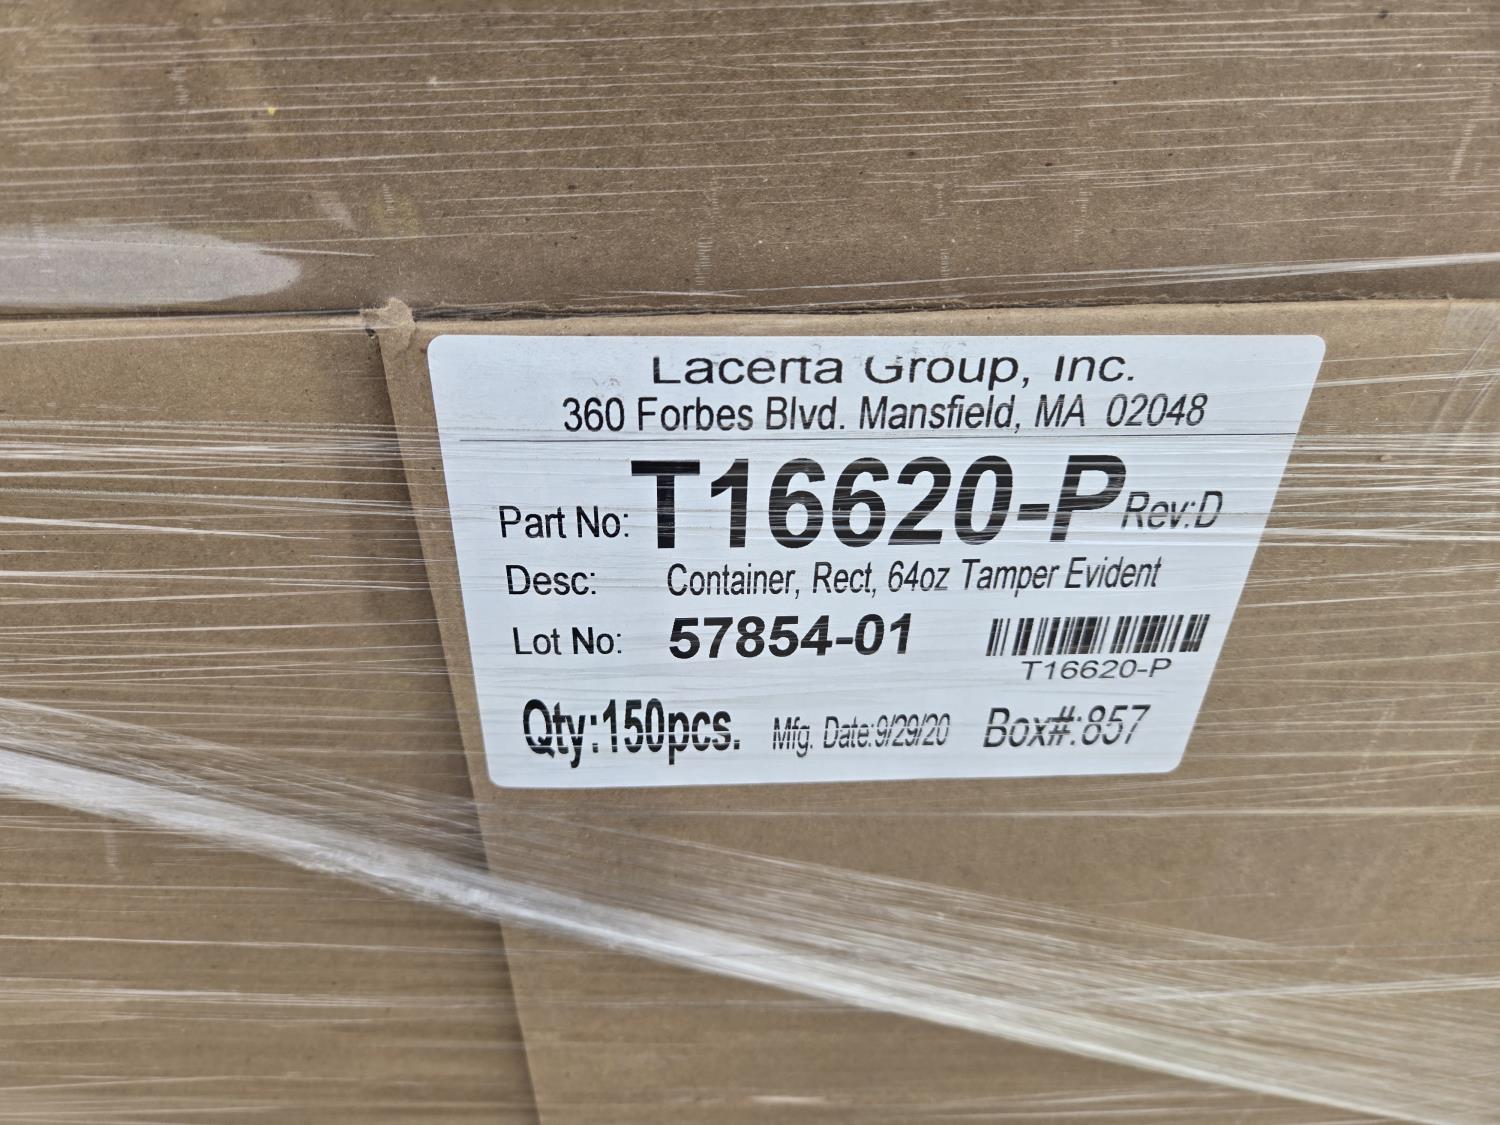 Lacerta Group, Inc.
360 Forbes Blvd. Mansfield, MA 02048
Part No: T16620-P Rev:D
Desc: Container, Rect, 64oz Tamper Evident
Lot No: 57854-01
T16620-P
Qty:150pcs. Mfg. Date:9/29/20 Box#:857